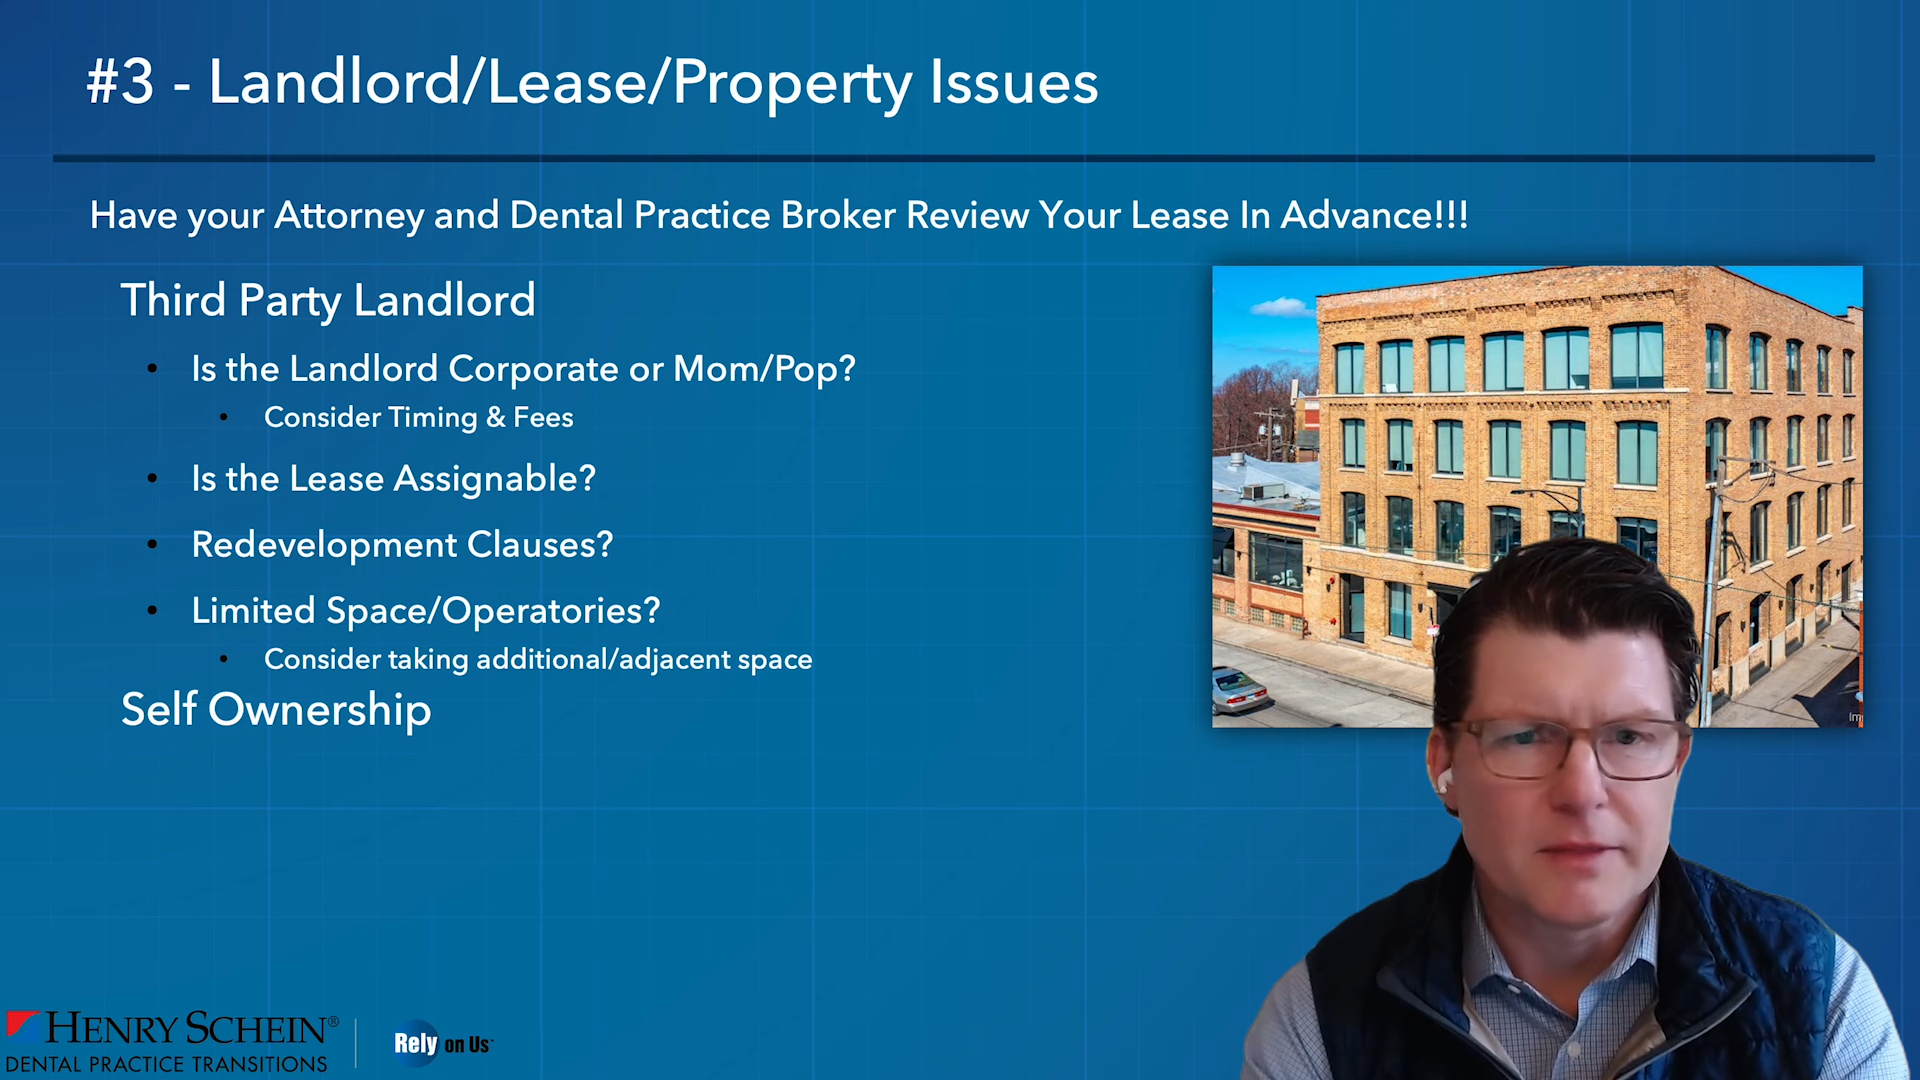 #3 - Landlord/Lease/Property Issues
Have your Attorney and Dental Practice Broker Review Your Lease In Advance!!!
Third Party Landlord
• Is the Landlord Corporate or Mom/Pop?
• Consider Timing & Fees
• Is the Lease Assignable?
• Redevelopment Clauses?
• Limited Space/Operatories?
• Consider taking additional/adjacent space
Self Ownership
HENRY SCHEIN®
DENTAL PRACTICE TRANSITIONS
Rely on Us™